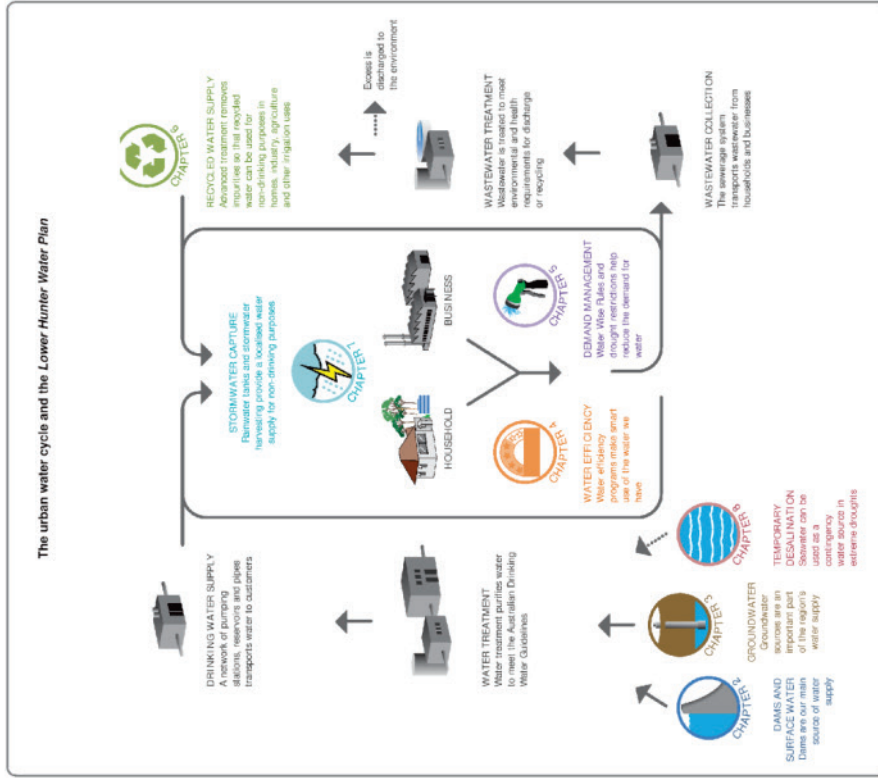 The urban water cycle and the Lower Hunter Water Plan
DRINKING WATER SUPPLY
A network of pumping
stations, reservoirs and pipes
transports water to customers
STORMWATER CAPTURE
Rainwater tanks and stormwater
harvesting provide a localised water
supply for non-drinking purposes
CHAPTER 7
CHAPTER 6
RECYCLED WATER SUPPLY
Advanced treatment removes
impurities so that recycled
water can be used for
non-drinking purposes in
homes, industry, agriculture
and other irrigation uses
Excess is
discharged to
the environment
WATER TREATMENT
Water treatment purifies water
to meet the Australian Drinking
Water Guidelines
HOUSEHOLD
BUSINESS
WASTEWATER TREATMENT
Wastewater is treated to meet
environmental and health
requirements for discharge
or recycling
CHAPTER 4
WATER EFFICIENCY
Water efficiency
programs make smart
use of the water we
have
CHAPTER 5
DEMAND MANAGEMENT
Water Wise Rules and
drought restrictions help
reduce the demand for
water
WASTEWATER COLLECTION
The sewerage system
transports wastewater from
households and businesses
CHAPTER 2
DAMS AND
SURFACE WATER
Dams are our main
source of water
supply
CHAPTER 3
GROUNDWATER
Groundwater
sources are an
important part
of the region's
water supply
CHAPTER 8
TEMPORARY
DESALINATION
Seawater can be
used as a
contingency
water source in
extreme droughts